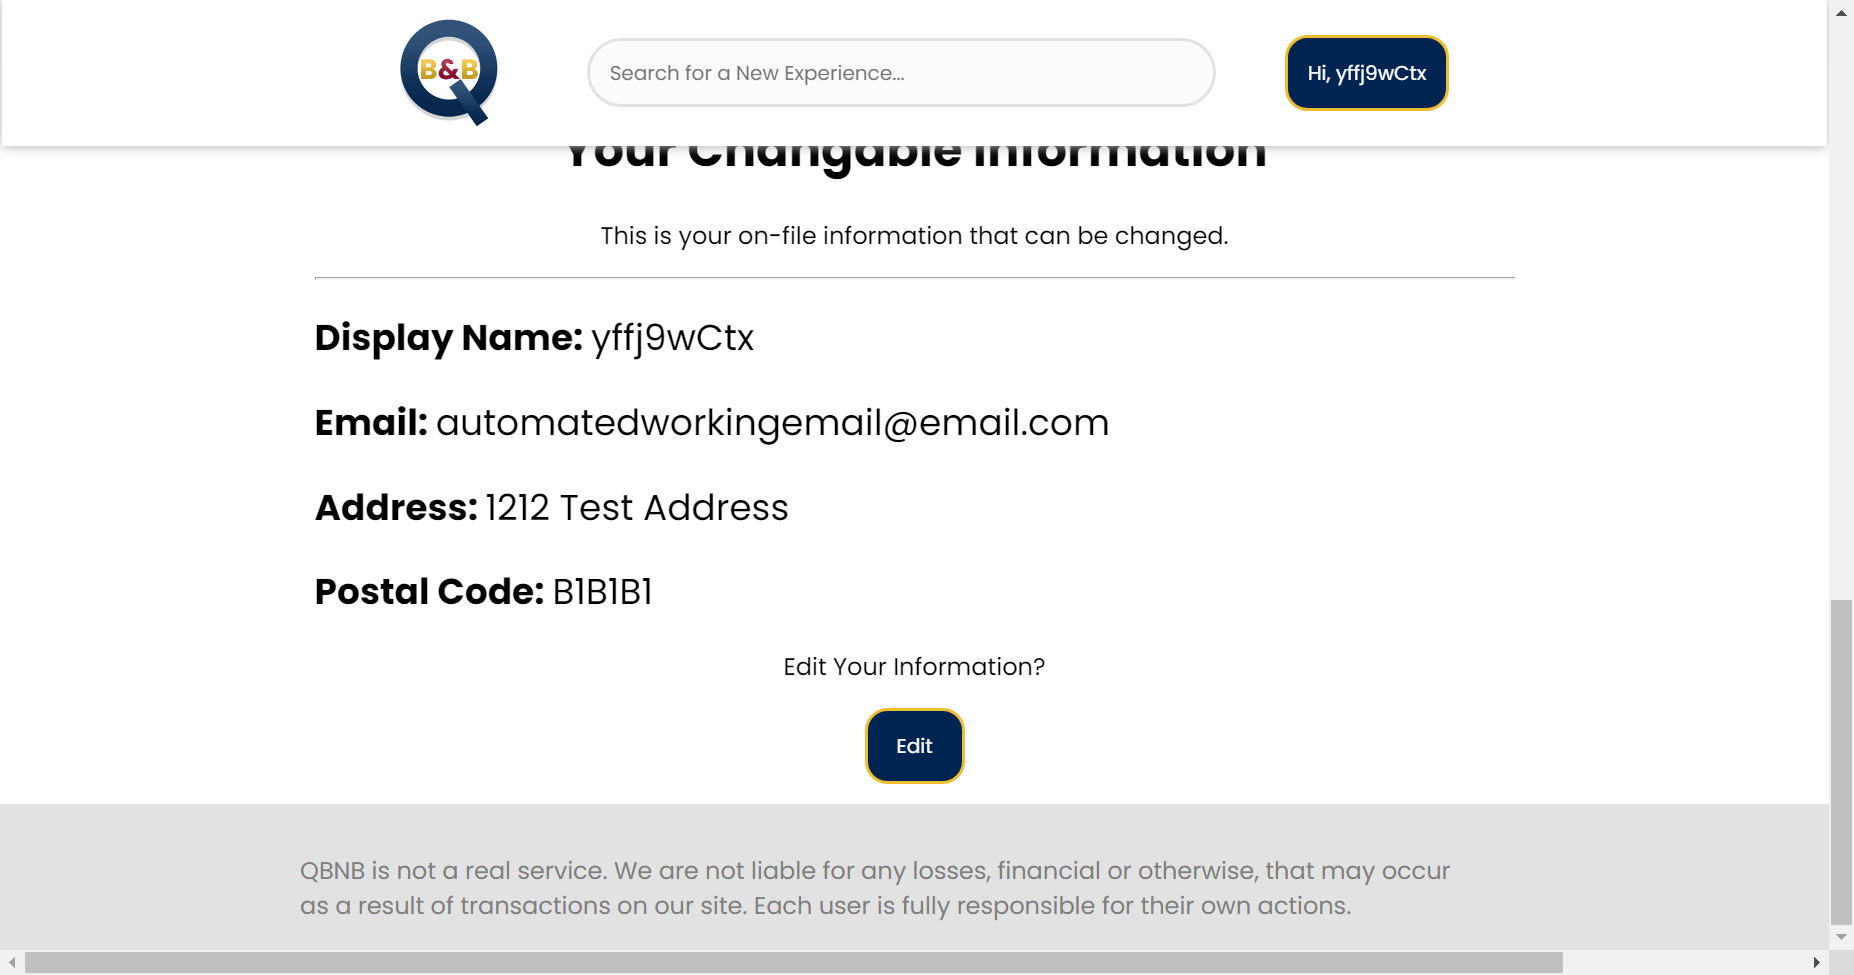 B&B
Search for a New Experience...
Hi, yffj9wCtx
Your Changable Information
This is your on-file information that can be changed.
Display Name: yffj9wCtx
Email: automatedworkingemail@email.com
Address: 1212 Test Address
Postal Code: B1B1B1
Edit Your Information?
Edit
QBNB is not a real service. We are not liable for any losses, financial or otherwise, that may occur
as a result of transactions on our site. Each user is fully responsible for their own actions.